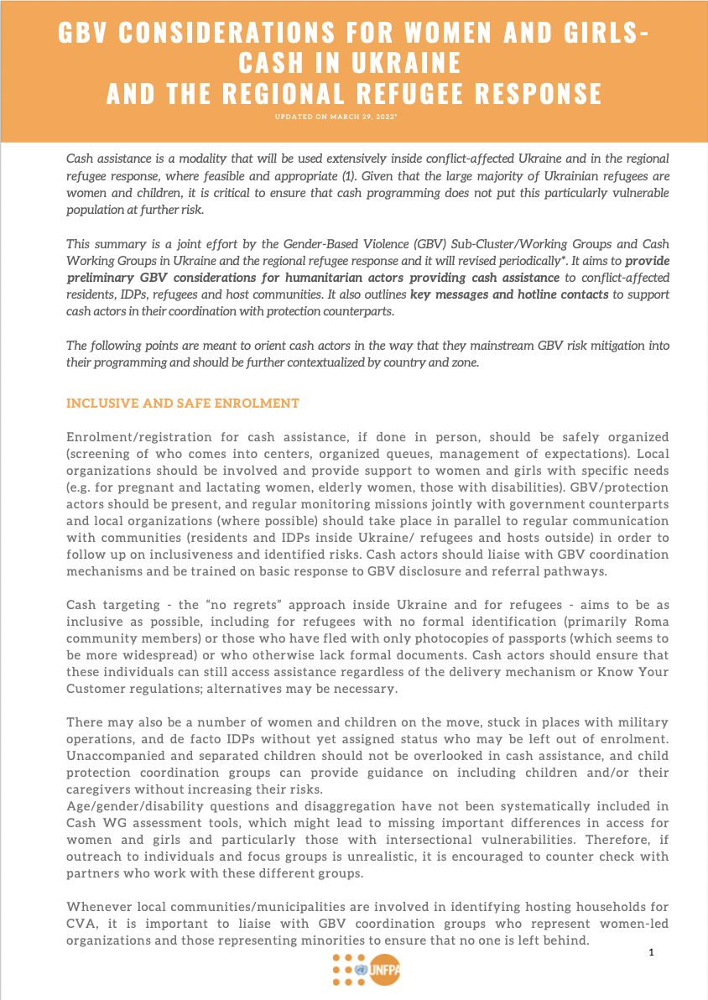 GBV CONSIDERATIONS FOR WOMEN AND GIRLS-
CASH IN UKRAINE
AND THE REGIONAL REFUGEE RESPONSE
UPDATED ON MARCH 29, 2022*
Cash assistance is a modality that will be used extensively inside conflict-affected Ukraine and in the regional
refugee response, where feasible and appropriate (1). Given that the large majority of Ukrainian refugees are
women and children, it is critical to ensure that cash programming does not put this particularly vulnerable
population at further risk.
This summary is a joint effort by the Gender-Based Violence (GBV) Sub-Cluster/Working Groups and Cash
Working Groups in Ukraine and the regional refugee response and it will revised periodically*. It aims to provide
preliminary GBV considerations for humanitarian actors providing cash assistance to conflict-affected
residents, IDPs, refugees and host communities. It also outlines key messages and hotline contacts to support
cash actors in their coordination with protection counterparts.
The following points are meant to orient cash actors in the way that they mainstream GBV risk mitigation into
their programming and should be further contextualized by country and zone.
INCLUSIVE AND SAFE ENROLMENT
Enrolment/registration for cash assistance, if done in person, should be safely organized
(screening of who comes into centers, organized queues, management of expectations). Local
organizations should be involved and provide support to women and girls with specific needs
(e.g. for pregnant and lactating women, elderly women, those with disabilities). GBV/protection
actors should be present, and regular monitoring missions jointly with government counterparts
and local organizations (where possible) should take place in parallel to regular communication
with communities (residents and IDPs inside Ukraine/ refugees and hosts outside) in order to
follow up on inclusiveness and identified risks. Cash actors should liaise with GBV coordination
mechanisms and be trained on basic response to GBV disclosure and referral pathways.
Cash targeting - the “no regrets” approach inside Ukraine and for refugees - aims to be as
inclusive as possible, including for refugees with no formal identification (primarily Roma
community members) or those who have fled with only photocopies of passports (which seems to
be more widespread) or who otherwise lack formal documents. Cash actors should ensure that
these individuals can still access assistance regardless of the delivery mechanism or Know Your
Customer regulations; alternatives may be necessary.
There may also be a number of women and children on the move, stuck in places with military
operations, and de facto IDPs without yet assigned status who may be left out of enrolment.
Unaccompanied and separated children should not be overlooked in cash assistance, and child
protection coordination groups can provide guidance on including children and/or their
caregivers without increasing their risks.
Age/gender/disability questions and disaggregation have not been systematically included in
Cash WG assessment tools, which might lead to missing important differences in access for
women and girls and particularly those with intersectional vulnerabilities. Therefore, if
outreach to individuals and focus groups is unrealistic, it is encouraged to counter check with
partners who work with these different groups.
Whenever local communities/municipalities are involved in identifying hosting households for
CVA, it is important to liaise with GBV coordination groups who represent women-led
organizations and those representing minorities to ensure that no one is left behind.
1
UNFPA